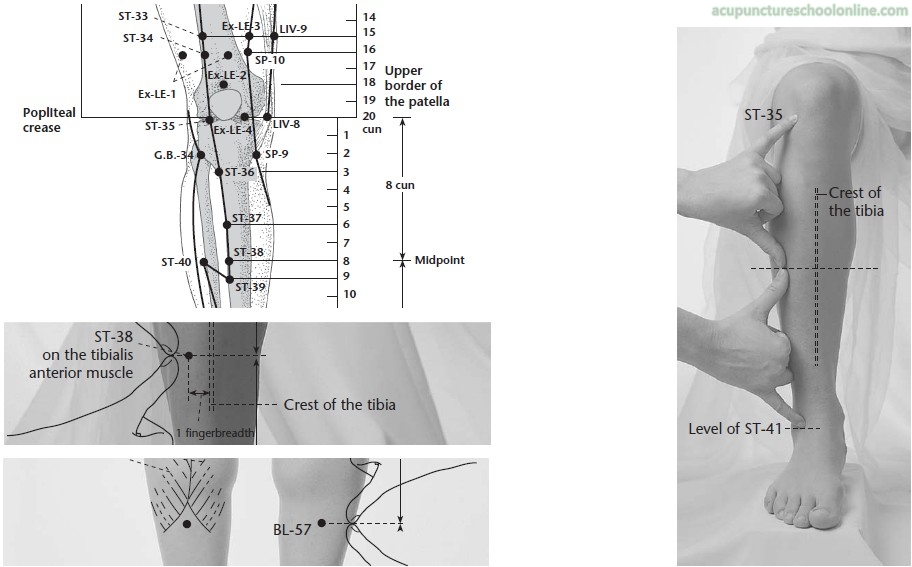 acupunctureschoolonline.com
ST-33
ST-34
Ex-LE-3
LIV-9
SP-10
Ex-LE-2
Ex-LE-1
Popliteal
crease
ST-35
Ex-LE-4
LIV-8
G.B.-34
SP-9
ST-36
ST-37
ST-38
ST-40
ST-39
14
15
16
17
18
19
20
cun
1
2
3
4
5
6
7
8
9
10
Upper
border of
the patella
8 cun
Midpoint
ST-38
on the tibialis
anterior muscle
Crest of the tibia
1 fingerbreadth
BL-57
ST-35
Crest of
the tibia
Level of ST-41